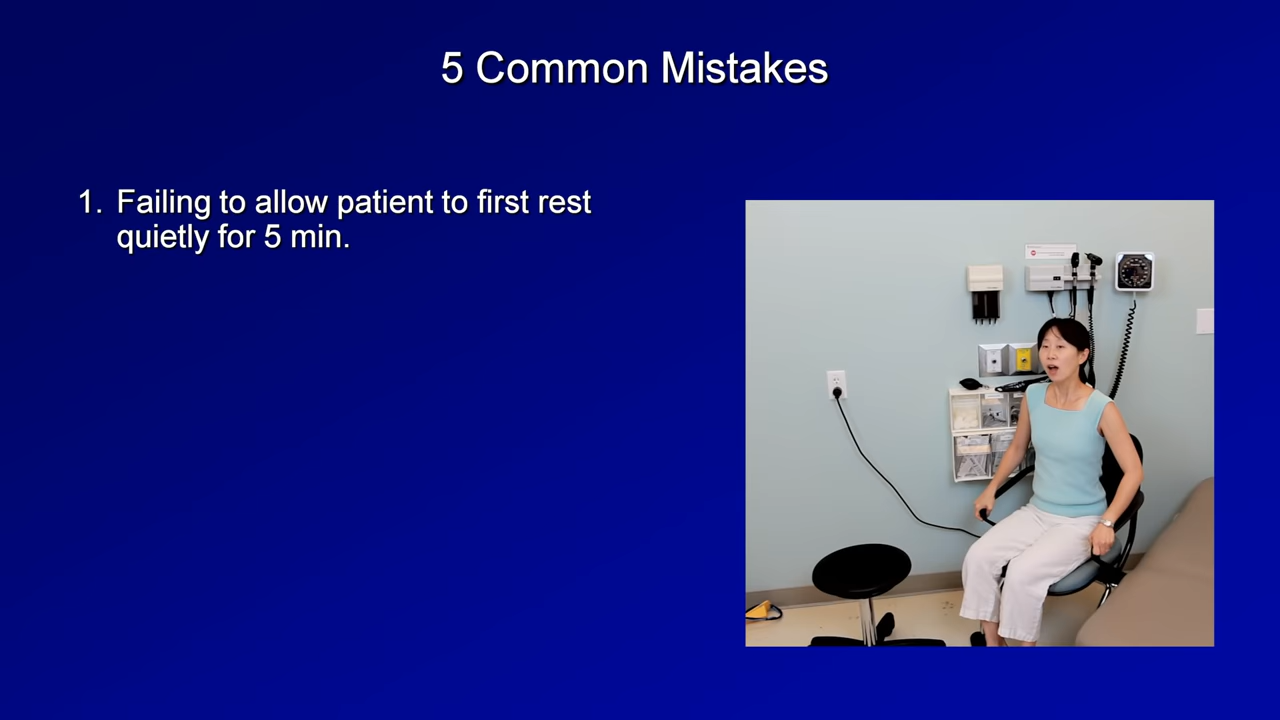 5 Common Mistakes
1. Failing to allow patient to first rest
quietly for 5 min.